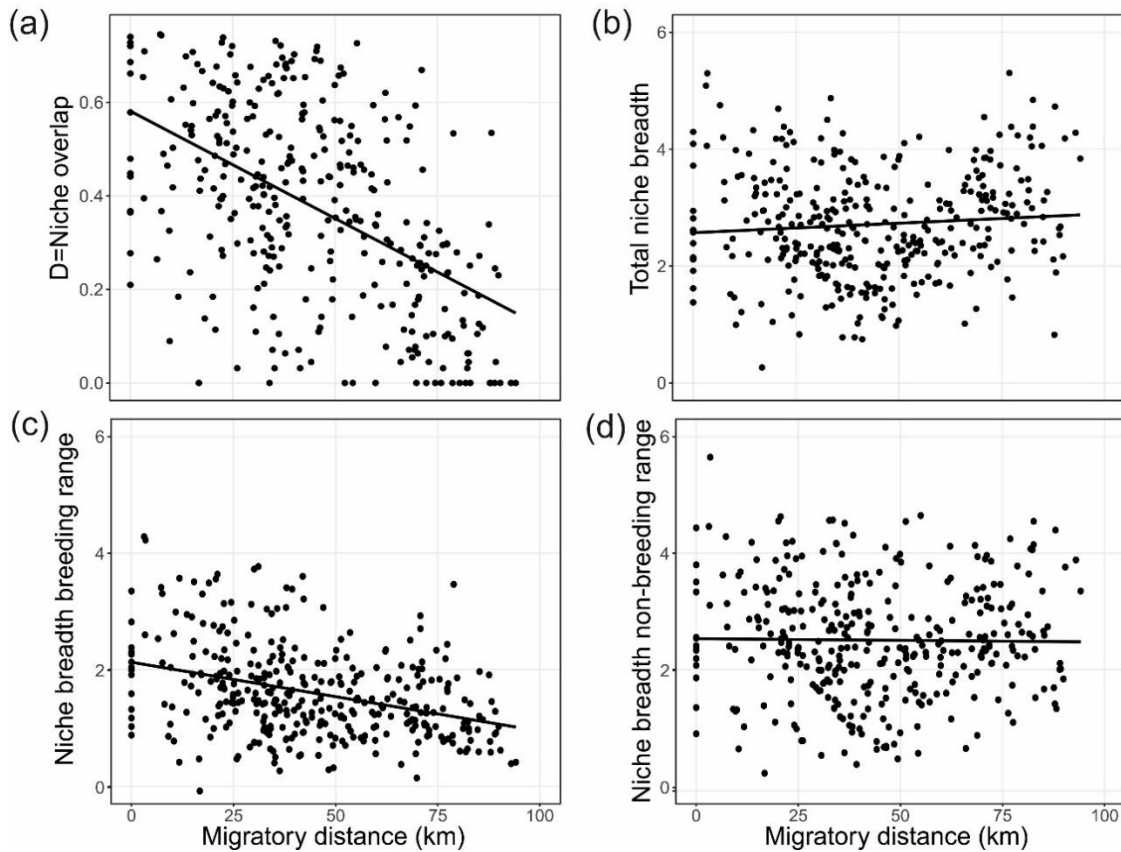 (a)
D=Niche overlap
0.6
0.4
0.2
0.0
(b)
Total niche breadth
6
4
2
0
(c)
Niche breadth breeding range
6
4
2
0
0
25
50
75
100
Migratory distance (km)
(d)
Niche breadth non-breeding range
6
4
2
0
0
25
50
75
100
Migratory distance (km)